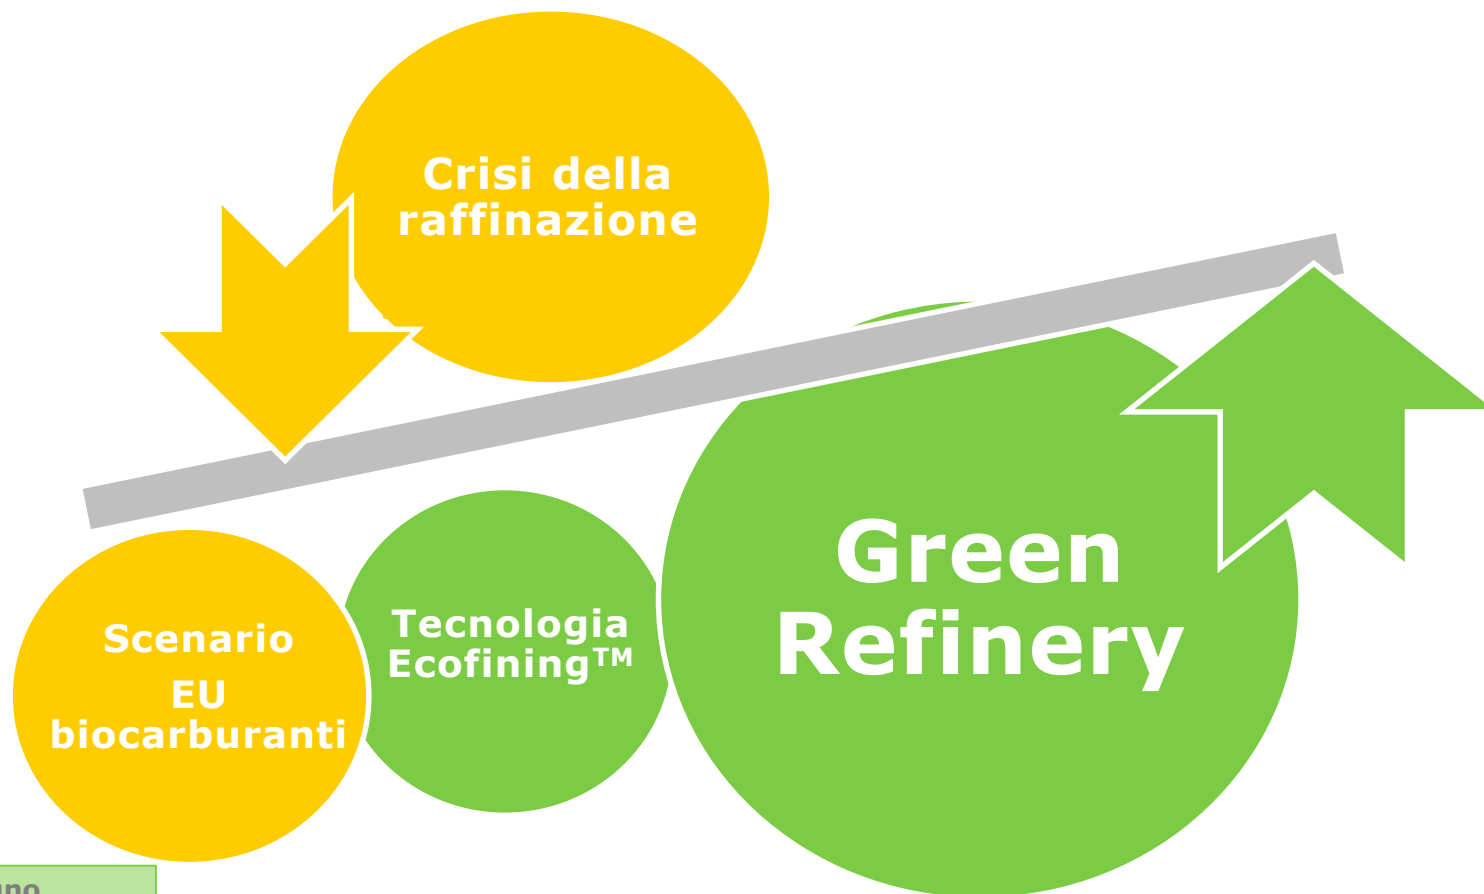 Crisi della
raffinazione
Scenario
EU
biocarburanti
Tecnologia
Ecofining™
Green
Refinery